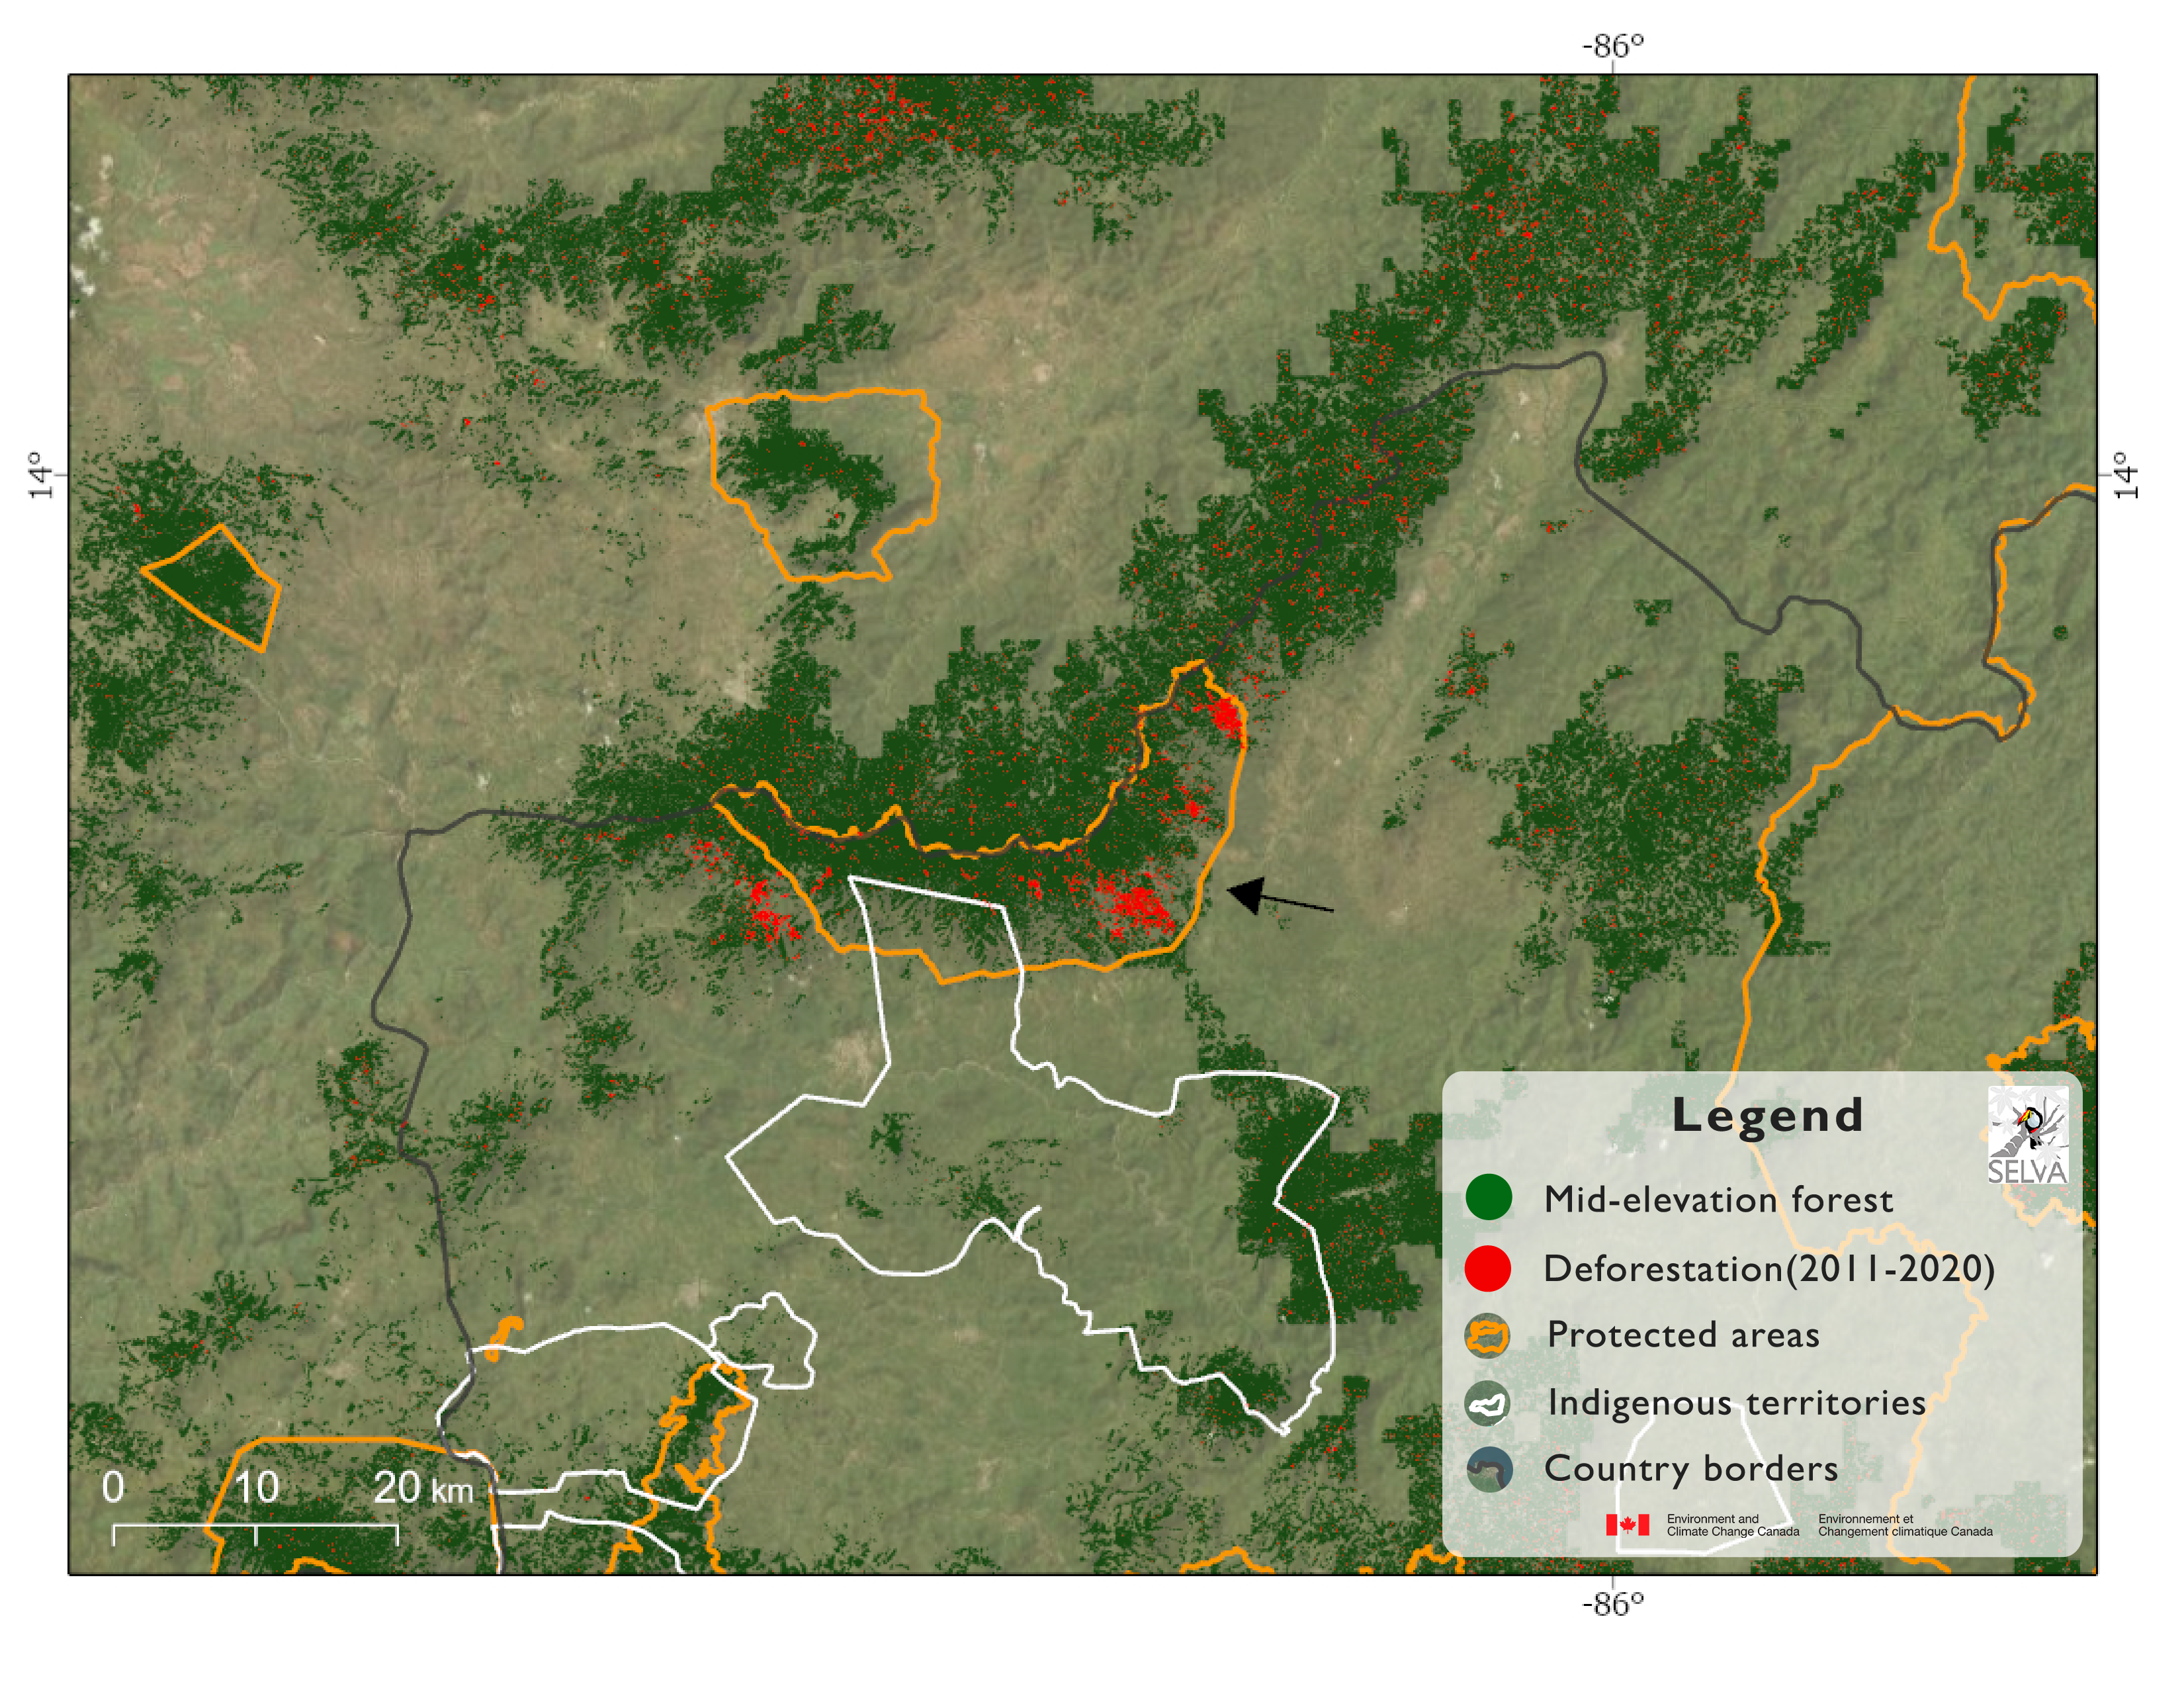 -86°
14°
14°
Legend
SELVA
Mid-elevation forest
Deforestation(2011-2020)
Protected areas
Indigenous territories
Country borders
0 10 20 km
Environment and Environnement et
Climate Change Canada Changement climatique Canada
-86°